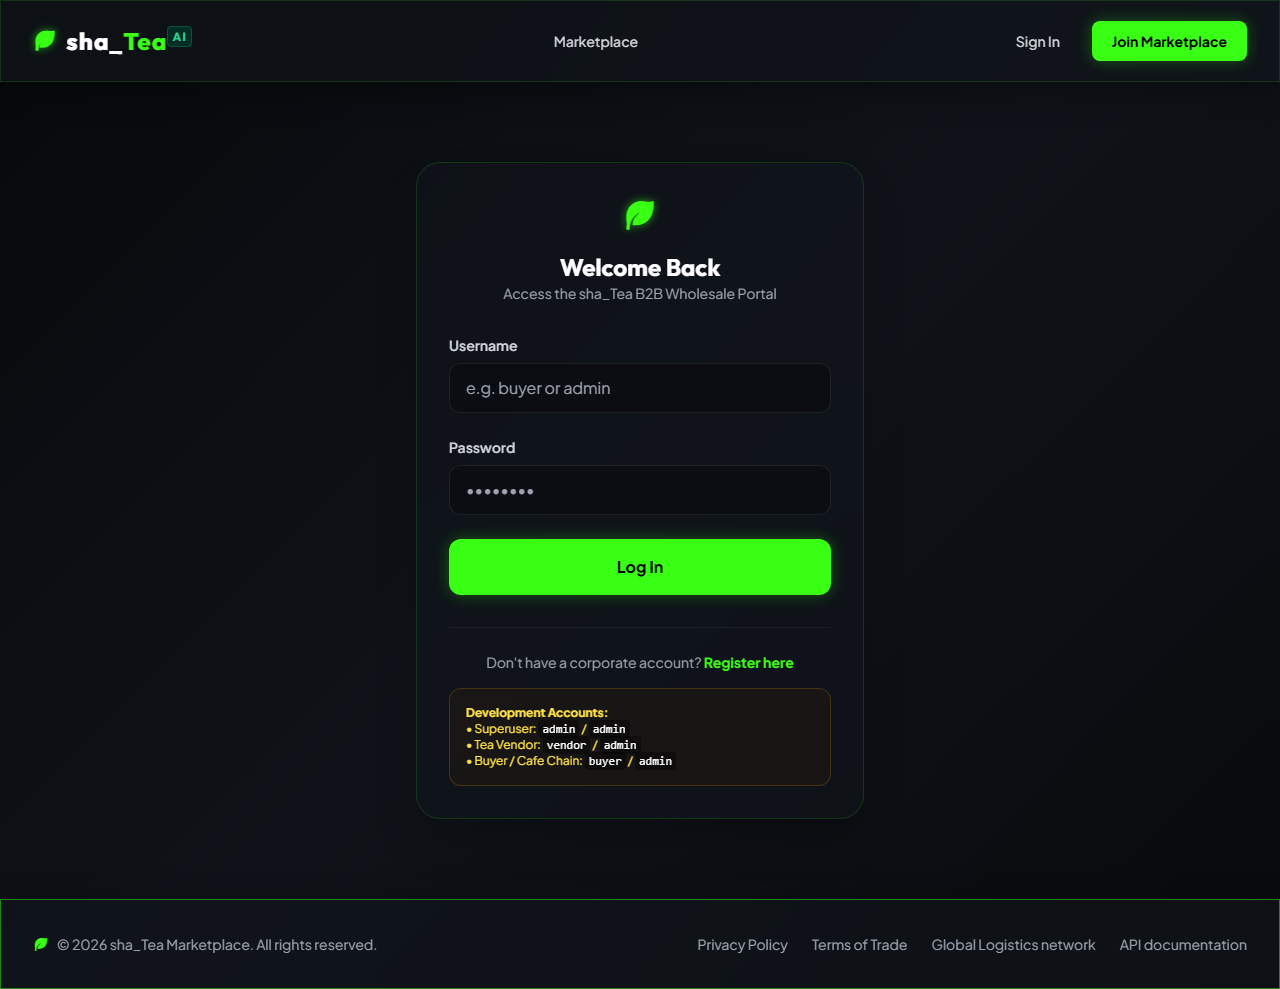 sha_Tea AI
Marketplace
Sign In
Join Marketplace
Welcome Back
Access the sha_Tea B2B Wholesale Portal
Username
e.g. buyer or admin
Password
••••••••
Log In
Don't have a corporate account? Register here
Development Accounts:
• Superuser: admin / admin
• Tea Vendor: vendor / admin
• Buyer / Cafe Chain: buyer / admin
© 2026 sha_Tea Marketplace. All rights reserved.
Privacy Policy
Terms of Trade
Global Logistics network
API documentation